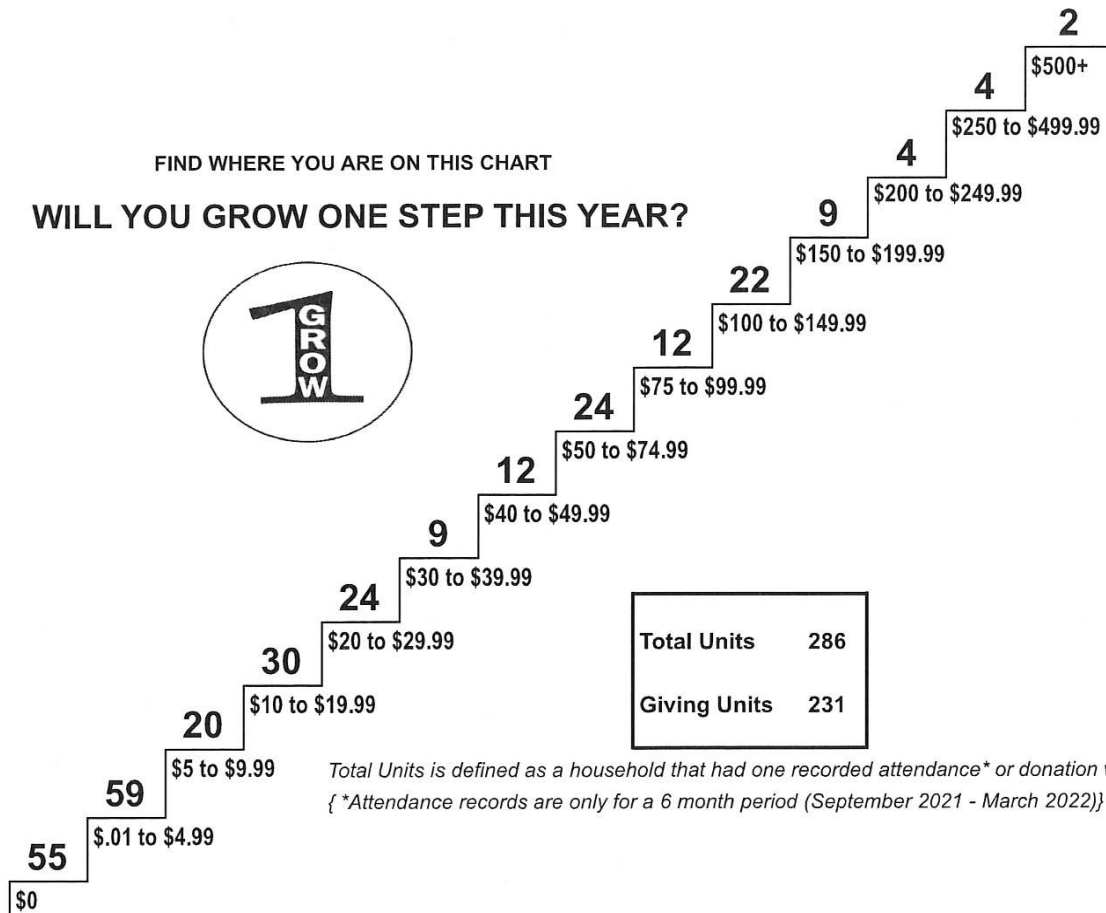 2
$500+
4
$250 to $499.99
4
$200 to $249.99
FIND WHERE YOU ARE ON THIS CHART
WILL YOU GROW ONE STEP THIS YEAR?
9
$150 to $199.99
22
$100 to $149.99
1
GROW
12
$75 to $99.99
24
$50 to $74.99
12
$40 to $49.99
9
$30 to $39.99
24
$20 to $29.99
Total Units 286
Giving Units 231
30
$10 to $19.99
20
$5 to $9.99
Total Units is defined as a household that had one recorded attendance* or donation
{ *Attendance records are only for a 6 month period (September 2021 - March 2022)}
59
$.01 to $4.99
55
$0